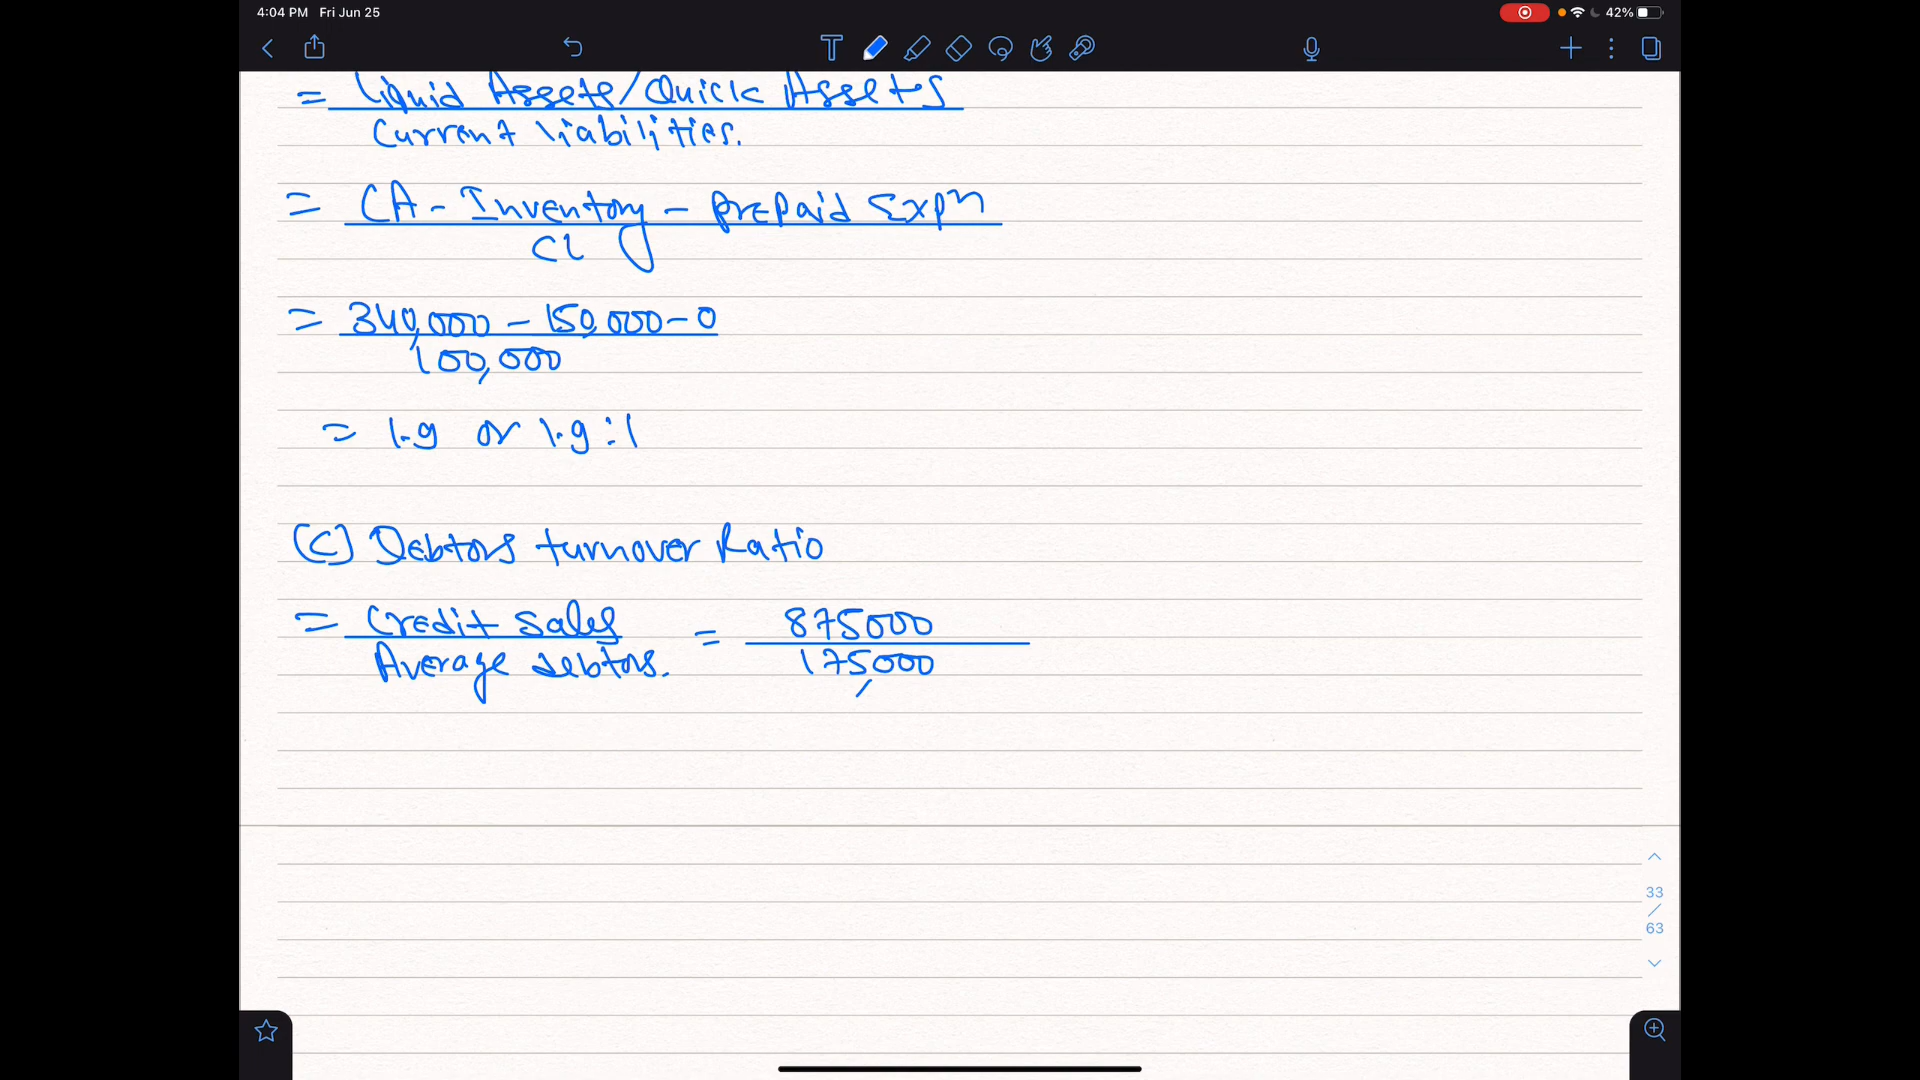 4:04 PM Fri Jun 25
42%
= Liquid Assets/Quick Assets
Current liabilities.
= CA - Inventory - prepaid Expn
CL
= 340,000 - 150,000 - 0
100,000
= 1.9 or 1.9:1
(C) Debtors turnover Ratio
= Credit Sales = 875000
Average debtors. 175,000
33
/
63